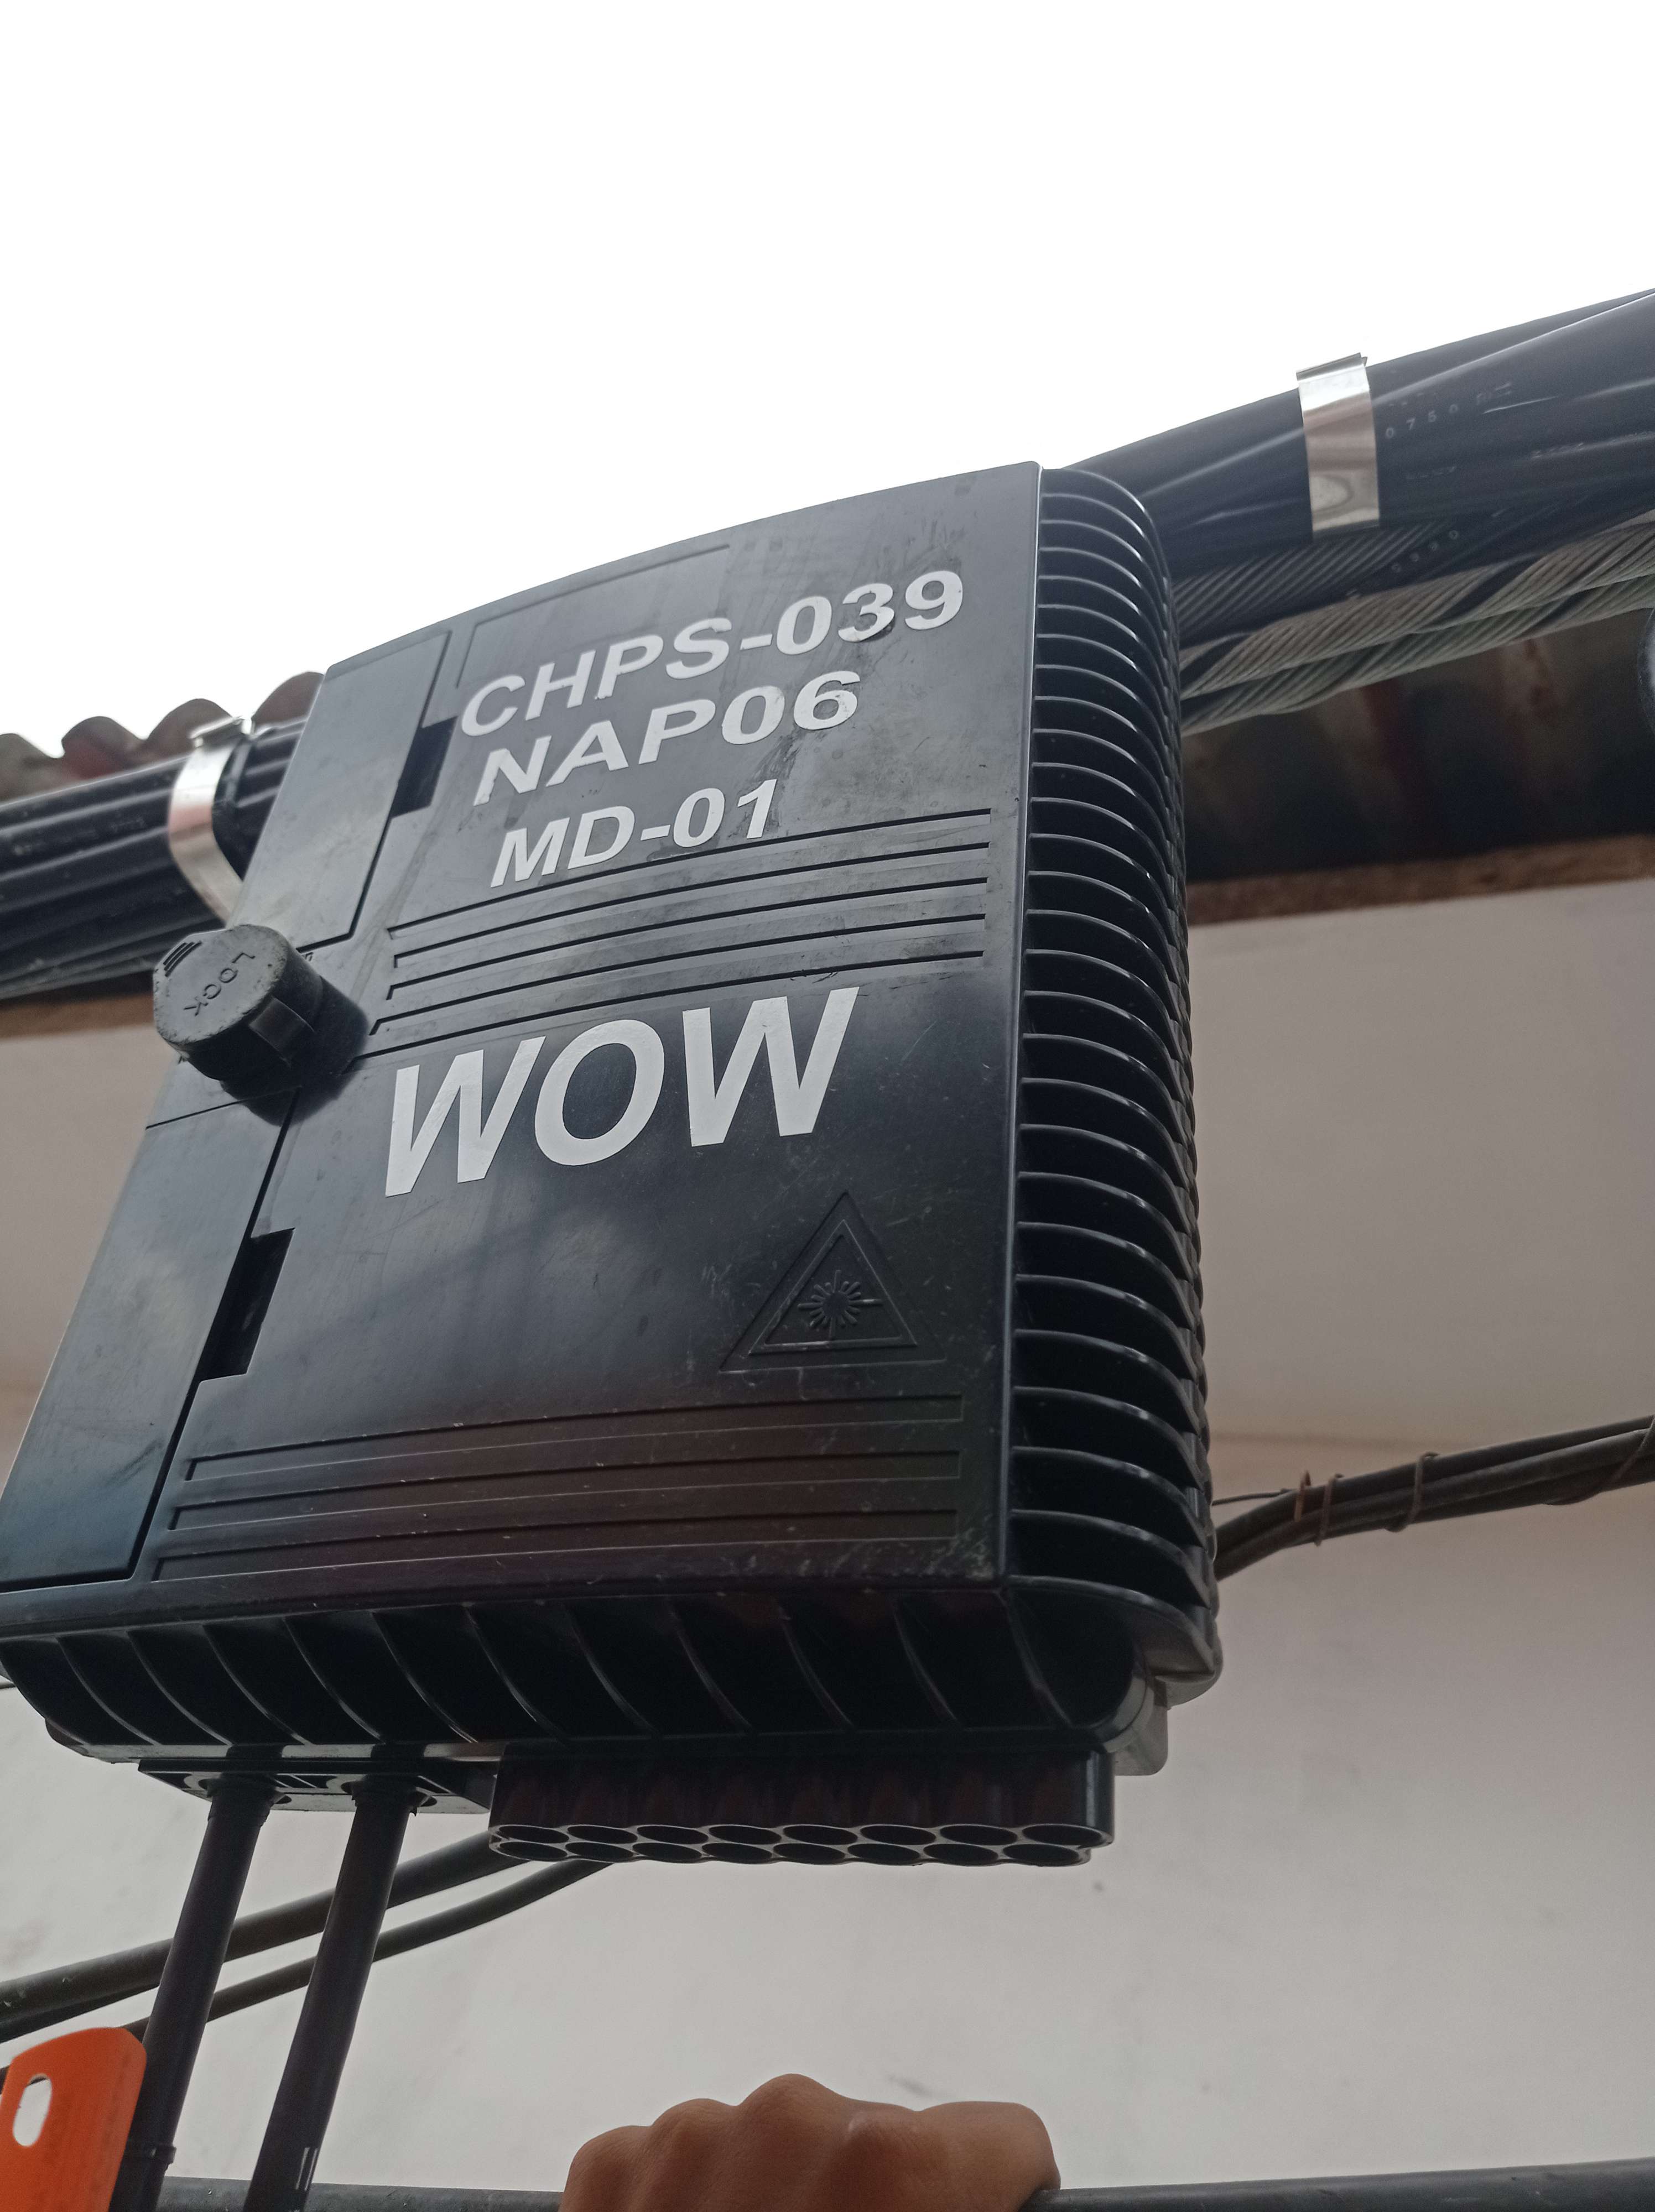 CHPS-039
NAP06
MD-01
LOCK
WOW